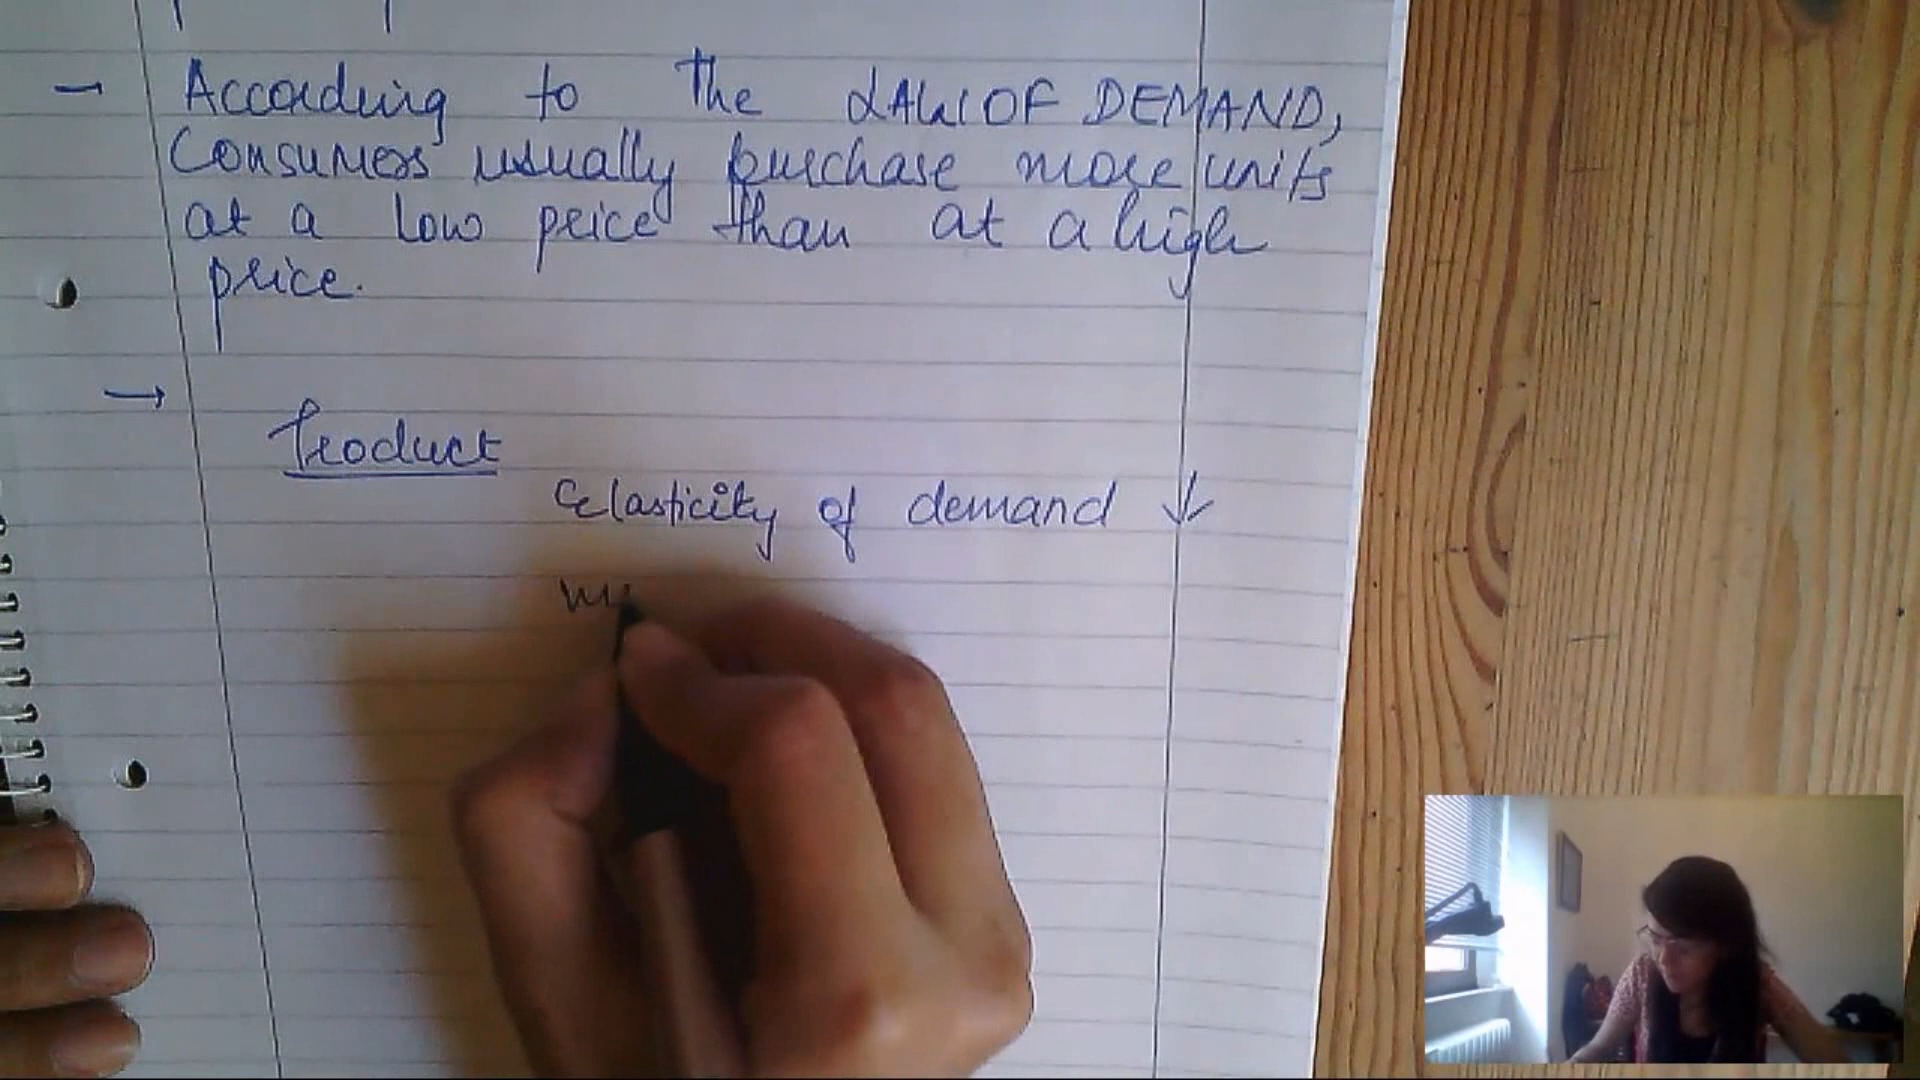 - According to the LAW OF DEMAND,
Consumers usually purchase more units
at a low price than at a high
price.
→
Product
elasticity of demand ↓